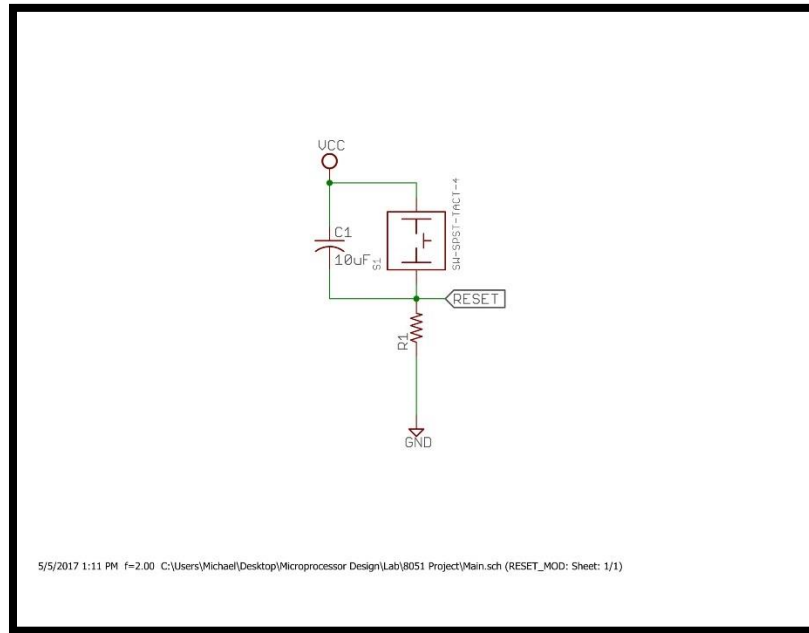 VCC
C1
10uF
S1
SW-SPST-TACT-4
RESET
R1
GND
5/5/2017 1:11 PM f=2.00 C:\Users\Michael\Desktop\Microprocessor Design\Lab\8051 Project\Main.sch (RESET_MOD: Sheet: 1/1)